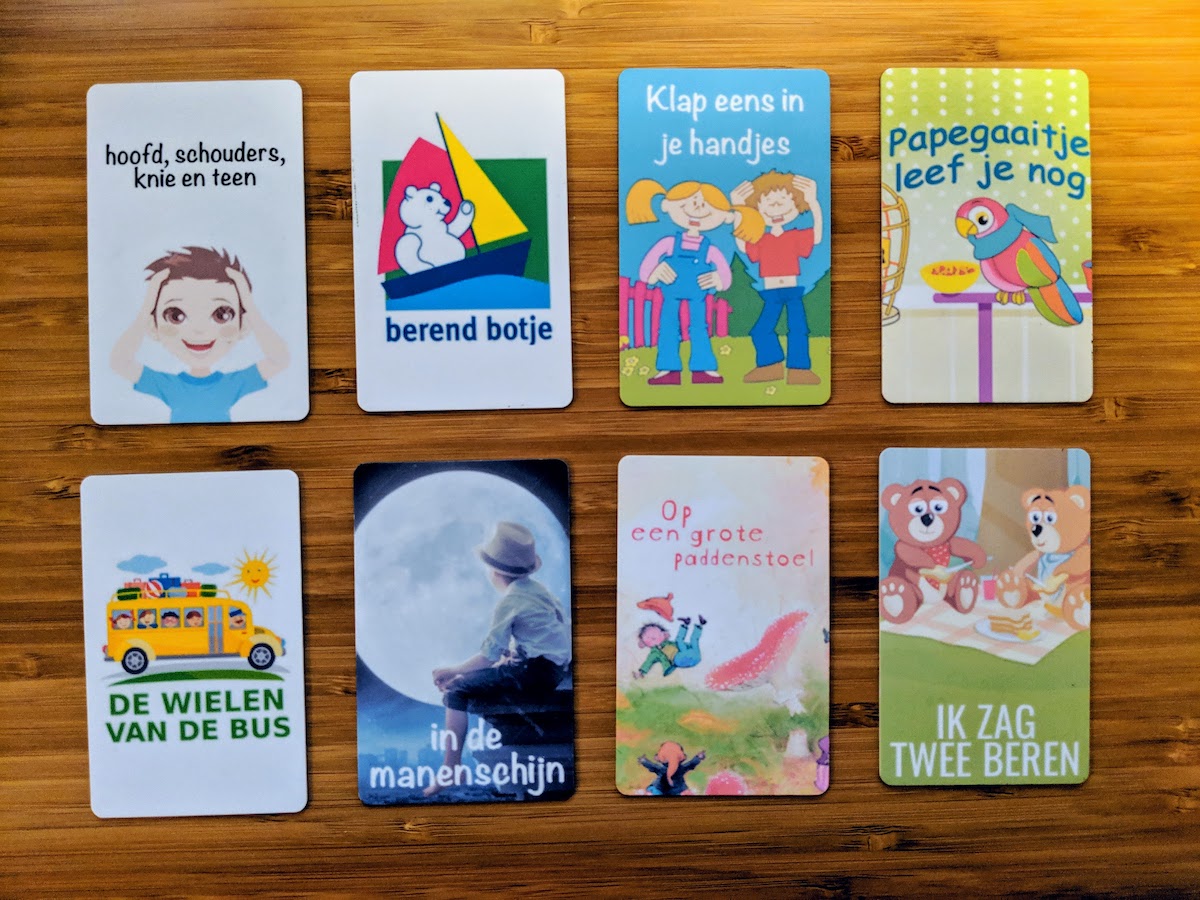 hoofd, schouders,
knie en teen
berend botje
Klap eens in
je handjes
Papegaaitje
leef je nog
DE WIELEN
VAN DE BUS
in de
manenschijn
Op
een grote
paddenstoel
IK ZAG
TWEE BEREN